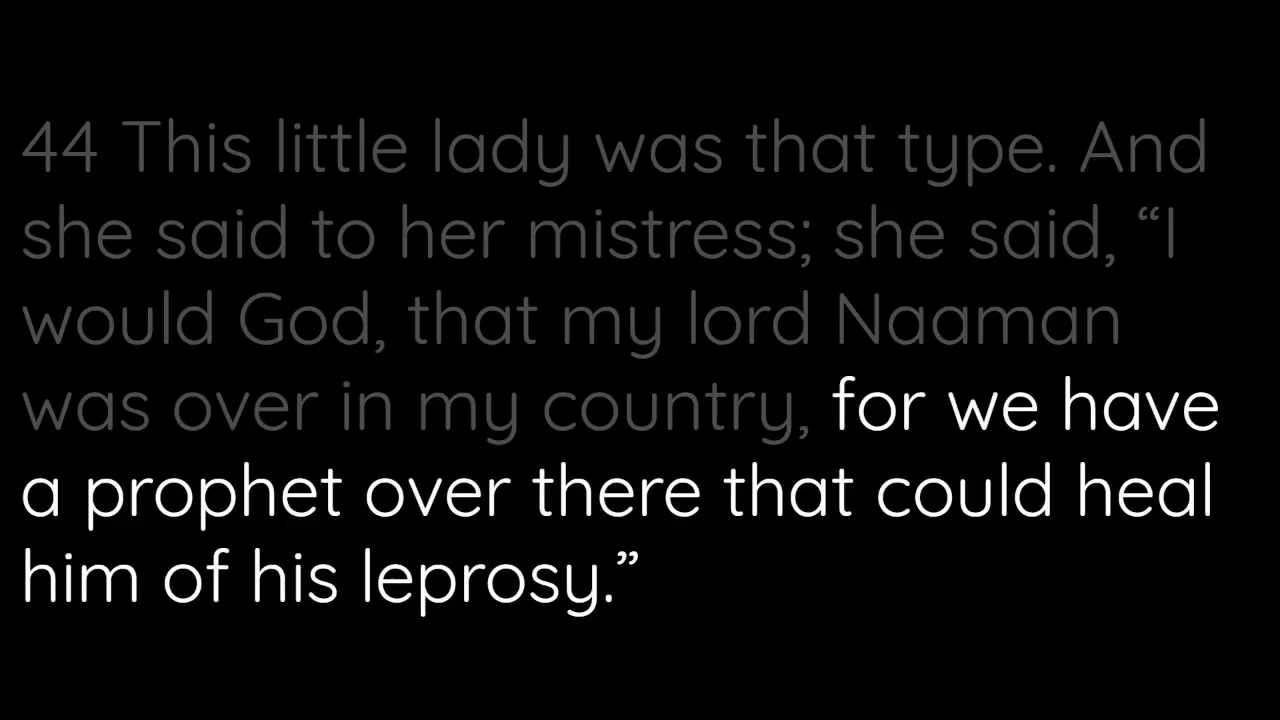 44 This little lady was that type. And
she said to her mistress; she said, “I
would God, that my lord Naaman
was over in my country, for we have
a prophet over there that could heal
him of his leprosy.”